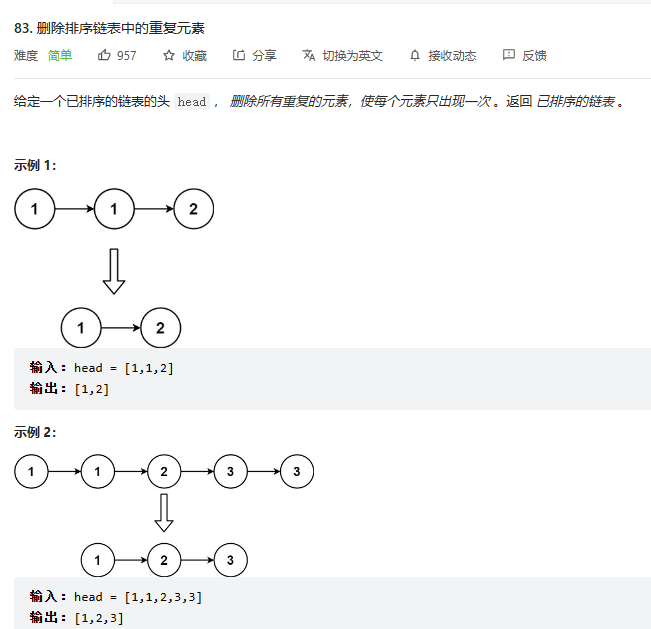 83. 删除排序链表中的重复元素
难度 简单 957 收藏 分享 切换为英文 接收动态 反馈
给定一个已排序的链表的头 head ， 删除所有重复的元素，使每个元素只出现一次 。返回 已排序的链表 。
示例 1：
1 1 2
1 2
输入：head = [1,1,2]
输出：[1,2]
示例 2：
1 1 2 3 3
1 2 3
输入：head = [1,1,2,3,3]
输出：[1,2,3]